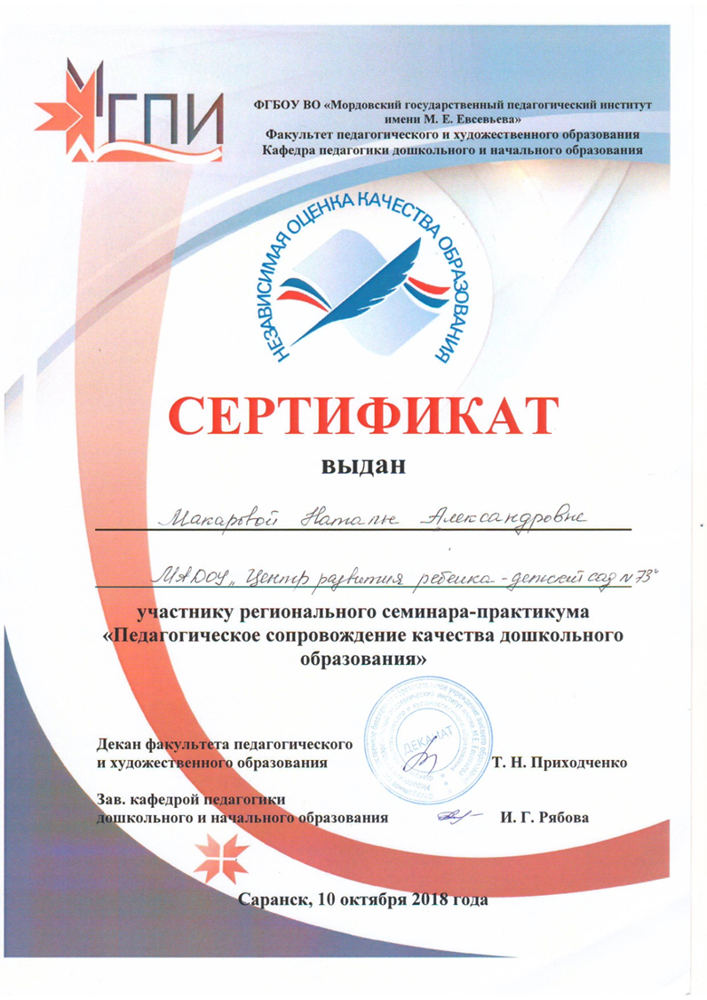 МГПИ
ФГБОУ ВО «Мордовский государственный педагогический институт
имени М. Е. Евсевьева»
Факультет педагогического и художественного образования
Кафедра педагогики дошкольного и начального образования
НЕЗАВИСИМАЯ ОЦЕНКА КАЧЕСТВА ОБРАЗОВАНИЯ
СЕРТИФИКАТ
выдан
Макаровой Наталье Александровне
МАДОУ „Центр развития ребенка - детский сад №73“
участнику регионального семинара-практикума
«Педагогическое сопровождение качества дошкольного
образования»
Декан факультета педагогического
и художественного образования Т. Н. Приходченко
ДЕКАНАТ
Зав. кафедрой педагогики
дошкольного и начального образования И. Г. Рябова
Саранск, 10 октября 2018 года